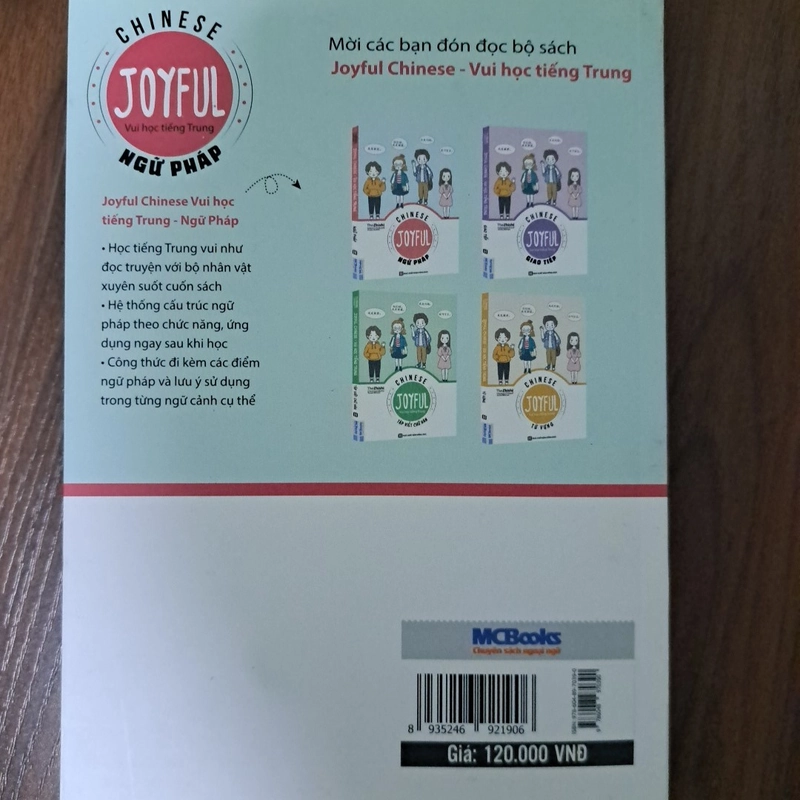 CHINESE
JOYFUL
Vui học tiếng Trung
NGỮ PHÁP
Mời các bạn đón đọc bộ sách
Joyful Chinese - Vui học tiếng Trung
Joyful Chinese Vui học
tiếng Trung - Ngữ Pháp
• Học tiếng Trung vui như
đọc truyện với bộ nhân vật
xuyên suốt cuốn sách
• Hệ thống cấu trúc ngữ
pháp theo chức năng, ứng
dụng ngay sau khi học
• Công thức đi kèm các điểm
ngữ pháp và lưu ý sử dụng
trong từng ngữ cảnh cụ thể
CHINESE
JOYFUL
NGỮ PHÁP
CHINESE
JOYFUL
GIAO TIẾP
CHINESE
JOYFUL
TẬP VIẾT CHỮ HÁN
CHINESE
JOYFUL
TỪ VỰNG
MCBooks
Chuyên sách ngoại ngữ
8 935246 921906
Giá: 120.000 VNĐ